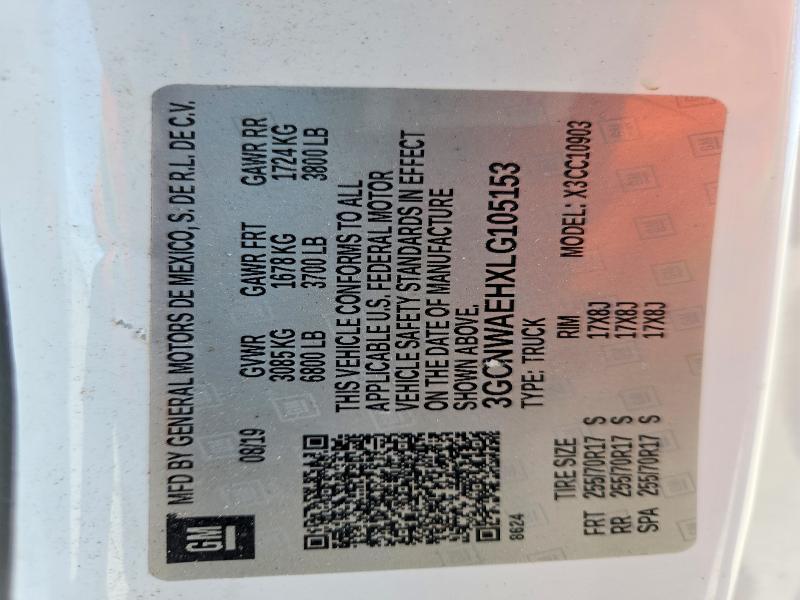 GM
MFD BY GENERAL MOTORS DE MEXICO, S. DE R.L. DE C.V.
08/19 GVWR GAWR FRT GAWR RR
3085 KG 1678 KG 1724 KG
6800 LB 3700 LB 3800 LB
THIS VEHICLE CONFORMS TO ALL
APPLICABLE U.S. FEDERAL MOTOR
VEHICLE SAFETY STANDARDS IN EFFECT
ON THE DATE OF MANUFACTURE
SHOWN ABOVE.
3GCNWAEHXLG105153
8624 TYPE: TRUCK
TIRE SIZE RIM MODEL: X3CC10903
FRT 255/70R17 S 17X8J
RR 255/70R17 S 17X8J
SPA 255/70R17 S 17X8J